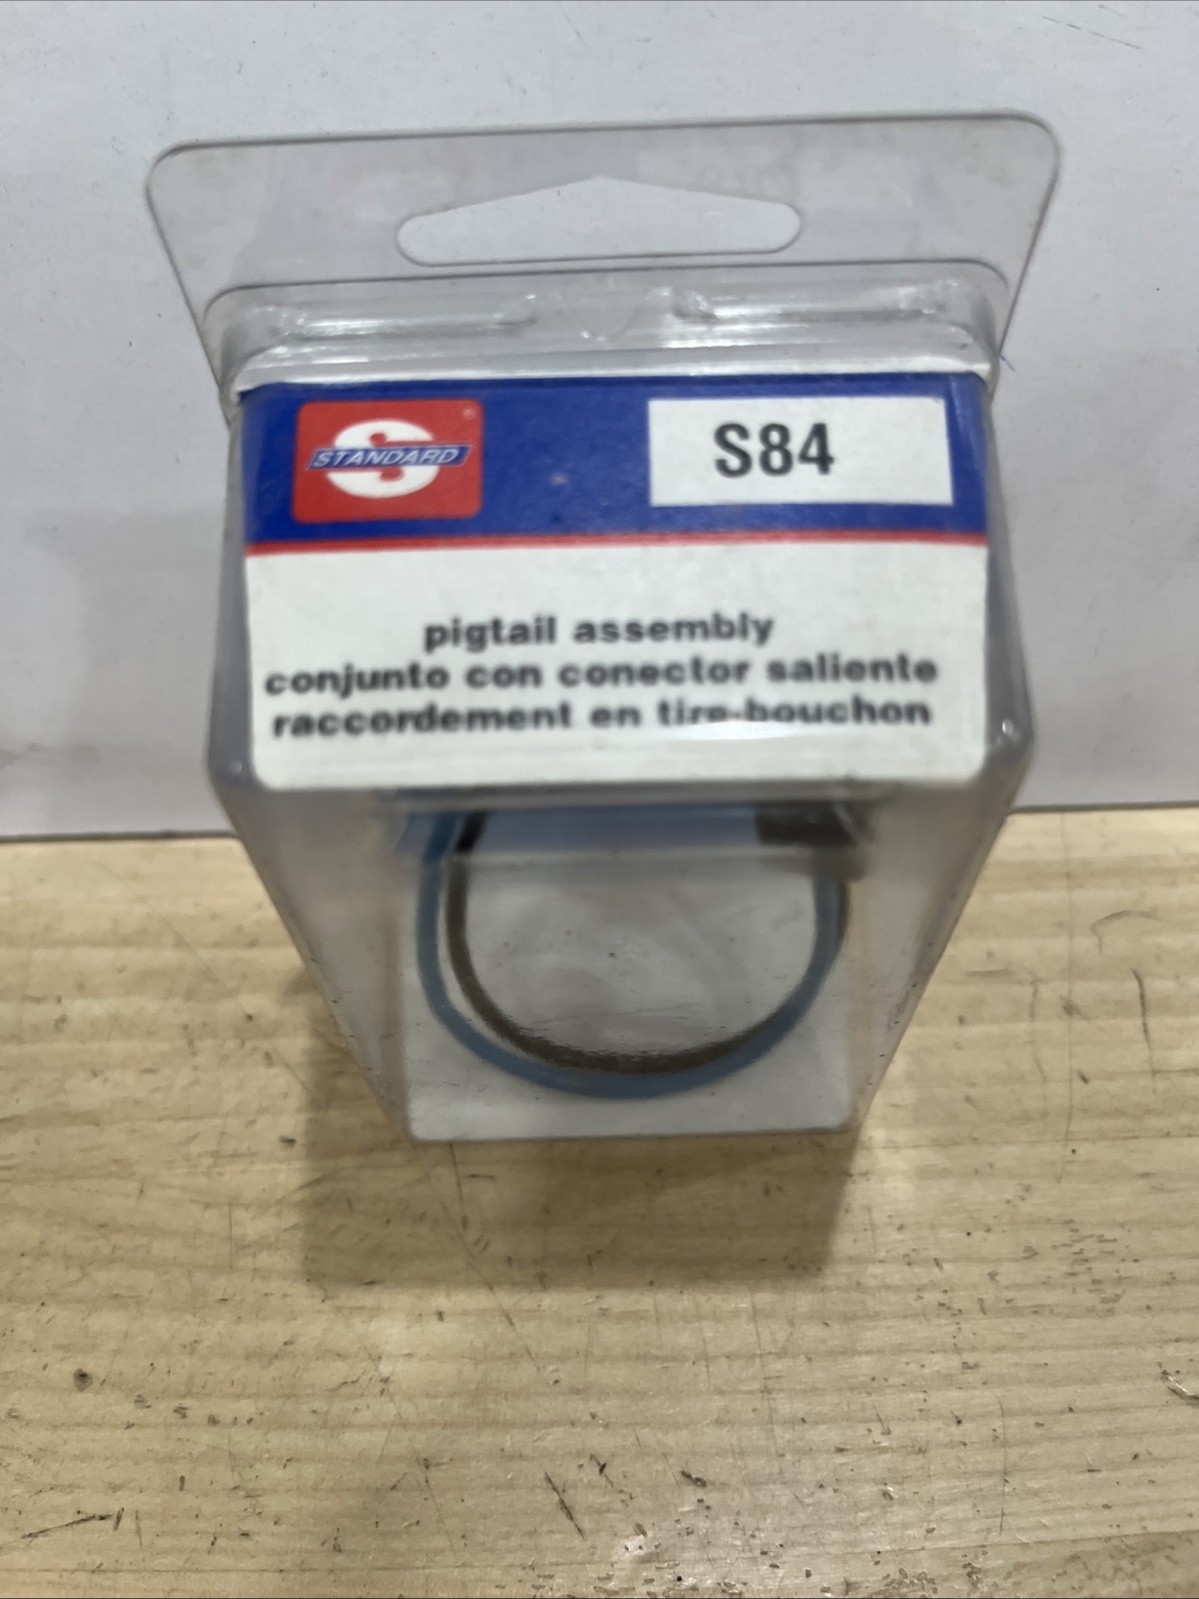 STANDARD
S84
pigtail assembly
conjunto con conector saliente
raccordement en tire-bouchon